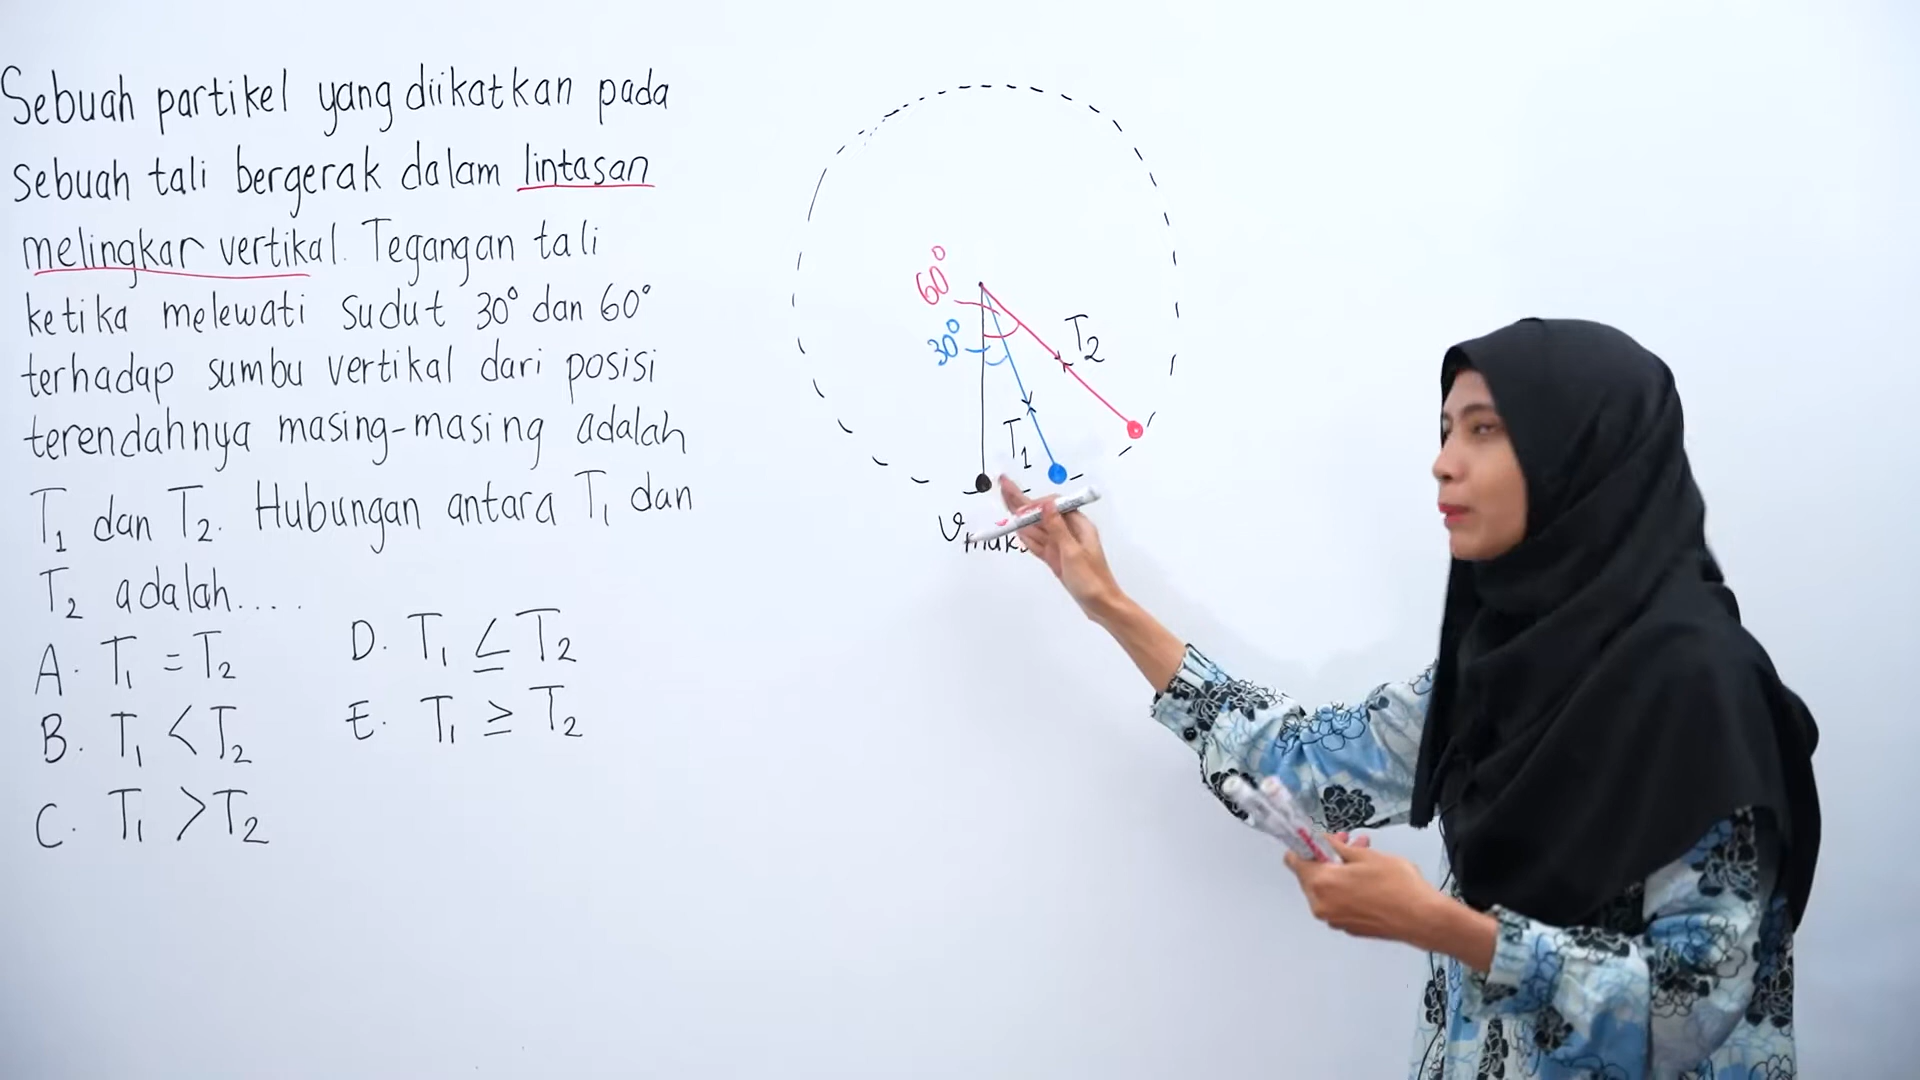 Sebuah partikel yang diikatkan pada
sebuah tali bergerak dalam lintasan
melingkar vertikal. Tegangan tali
ketika melewati sudut 30° dan 60°
terhadap sumbu vertikal dari posisi
terendahnya masing-masing adalah
T₁ dan T₂. Hubungan antara T₁ dan
T₂ adalah....
A. T₁ = T₂
B. T₁ < T₂
C. T₁ > T₂
D. T₁ ≤ T₂
E. T₁ ≥ T₂
60°
30°
T₂
T₁